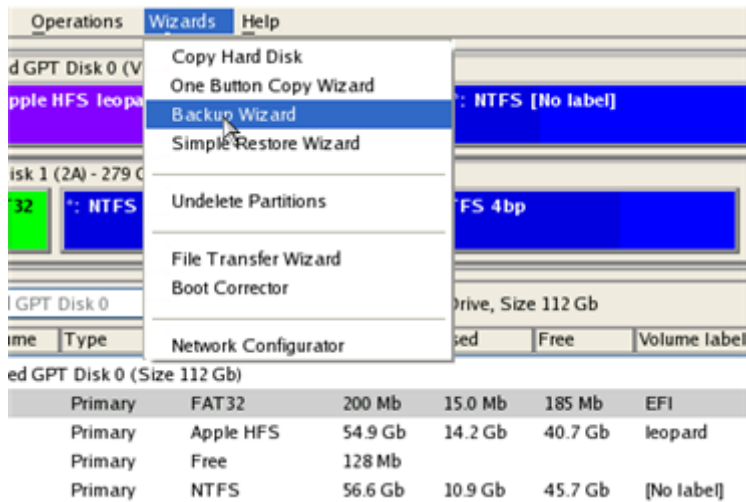 Operations Wizards Help
d GPT Disk 0 (V
Copy Hard Disk
One Button Copy Wizard
pple HFS leopa
*: NTFS [No label]
Backup Wizard
Simple Restore Wizard
isk 1 (2A) - 279 G
Undelete Partitions
32 *: NTFS
TFS 4bp
File Transfer Wizard
Boot Corrector
GPT Disk 0
Drive, Size 112 Gb
Network Configurator
ume Type sed Free Volume label
ed GPT Disk 0 (Size 112 Gb)
Primary FAT32 200 Mb 15.0 Mb 185 Mb EFI
Primary Apple HFS 54.9 Gb 14.2 Gb 40.7 Gb leopard
Primary Free 128 Mb
Primary NTFS 56.6 Gb 10.9 Gb 45.7 Gb [No label]